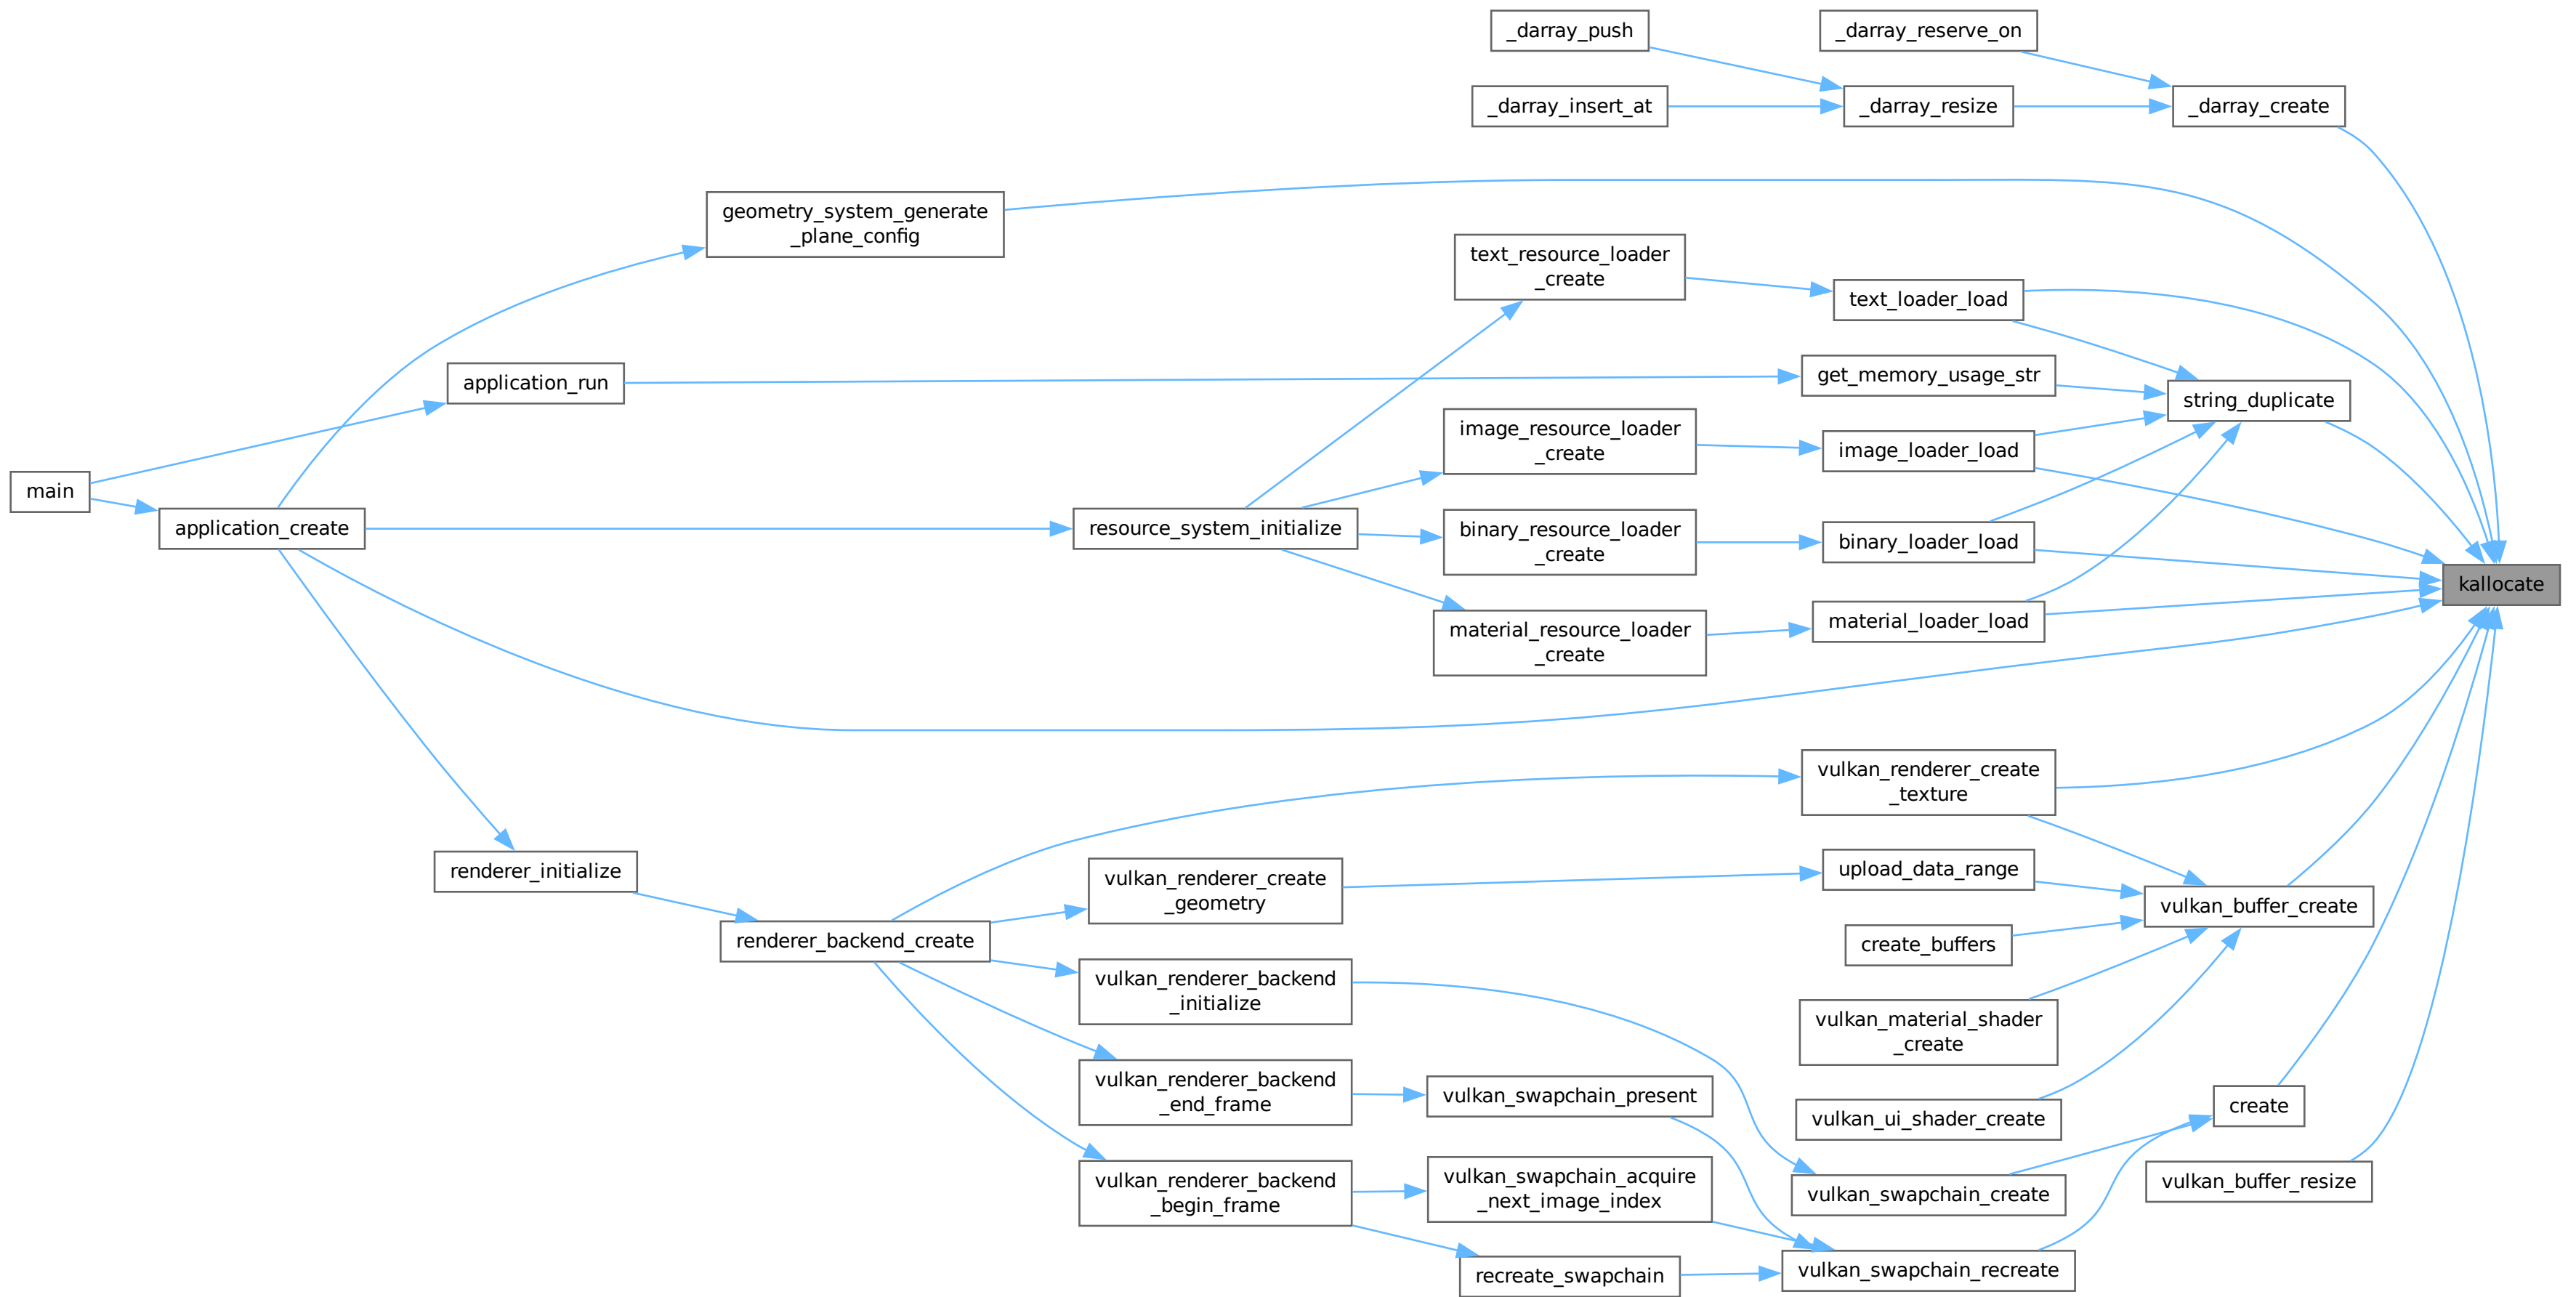 _darray_push
_darray_reserve_on
_darray_insert_at
_darray_resize
_darray_create
geometry_system_generate
_plane_config
text_resource_loader
_create
text_loader_load
application_run
get_memory_usage_str
string_duplicate
image_resource_loader
_create
image_loader_load
main
application_create
resource_system_initialize
binary_resource_loader
_create
binary_loader_load
kallocate
material_resource_loader
_create
material_loader_load
vulkan_renderer_create
_texture
renderer_initialize
vulkan_renderer_create
_geometry
upload_data_range
vulkan_buffer_create
renderer_backend_create
create_buffers
vulkan_renderer_backend
_initialize
vulkan_material_shader
_create
vulkan_renderer_backend
_end_frame
vulkan_swapchain_present
vulkan_ui_shader_create
create
vulkan_renderer_backend
_begin_frame
vulkan_swapchain_acquire
_next_image_index
vulkan_swapchain_create
vulkan_buffer_resize
recreate_swapchain
vulkan_swapchain_recreate